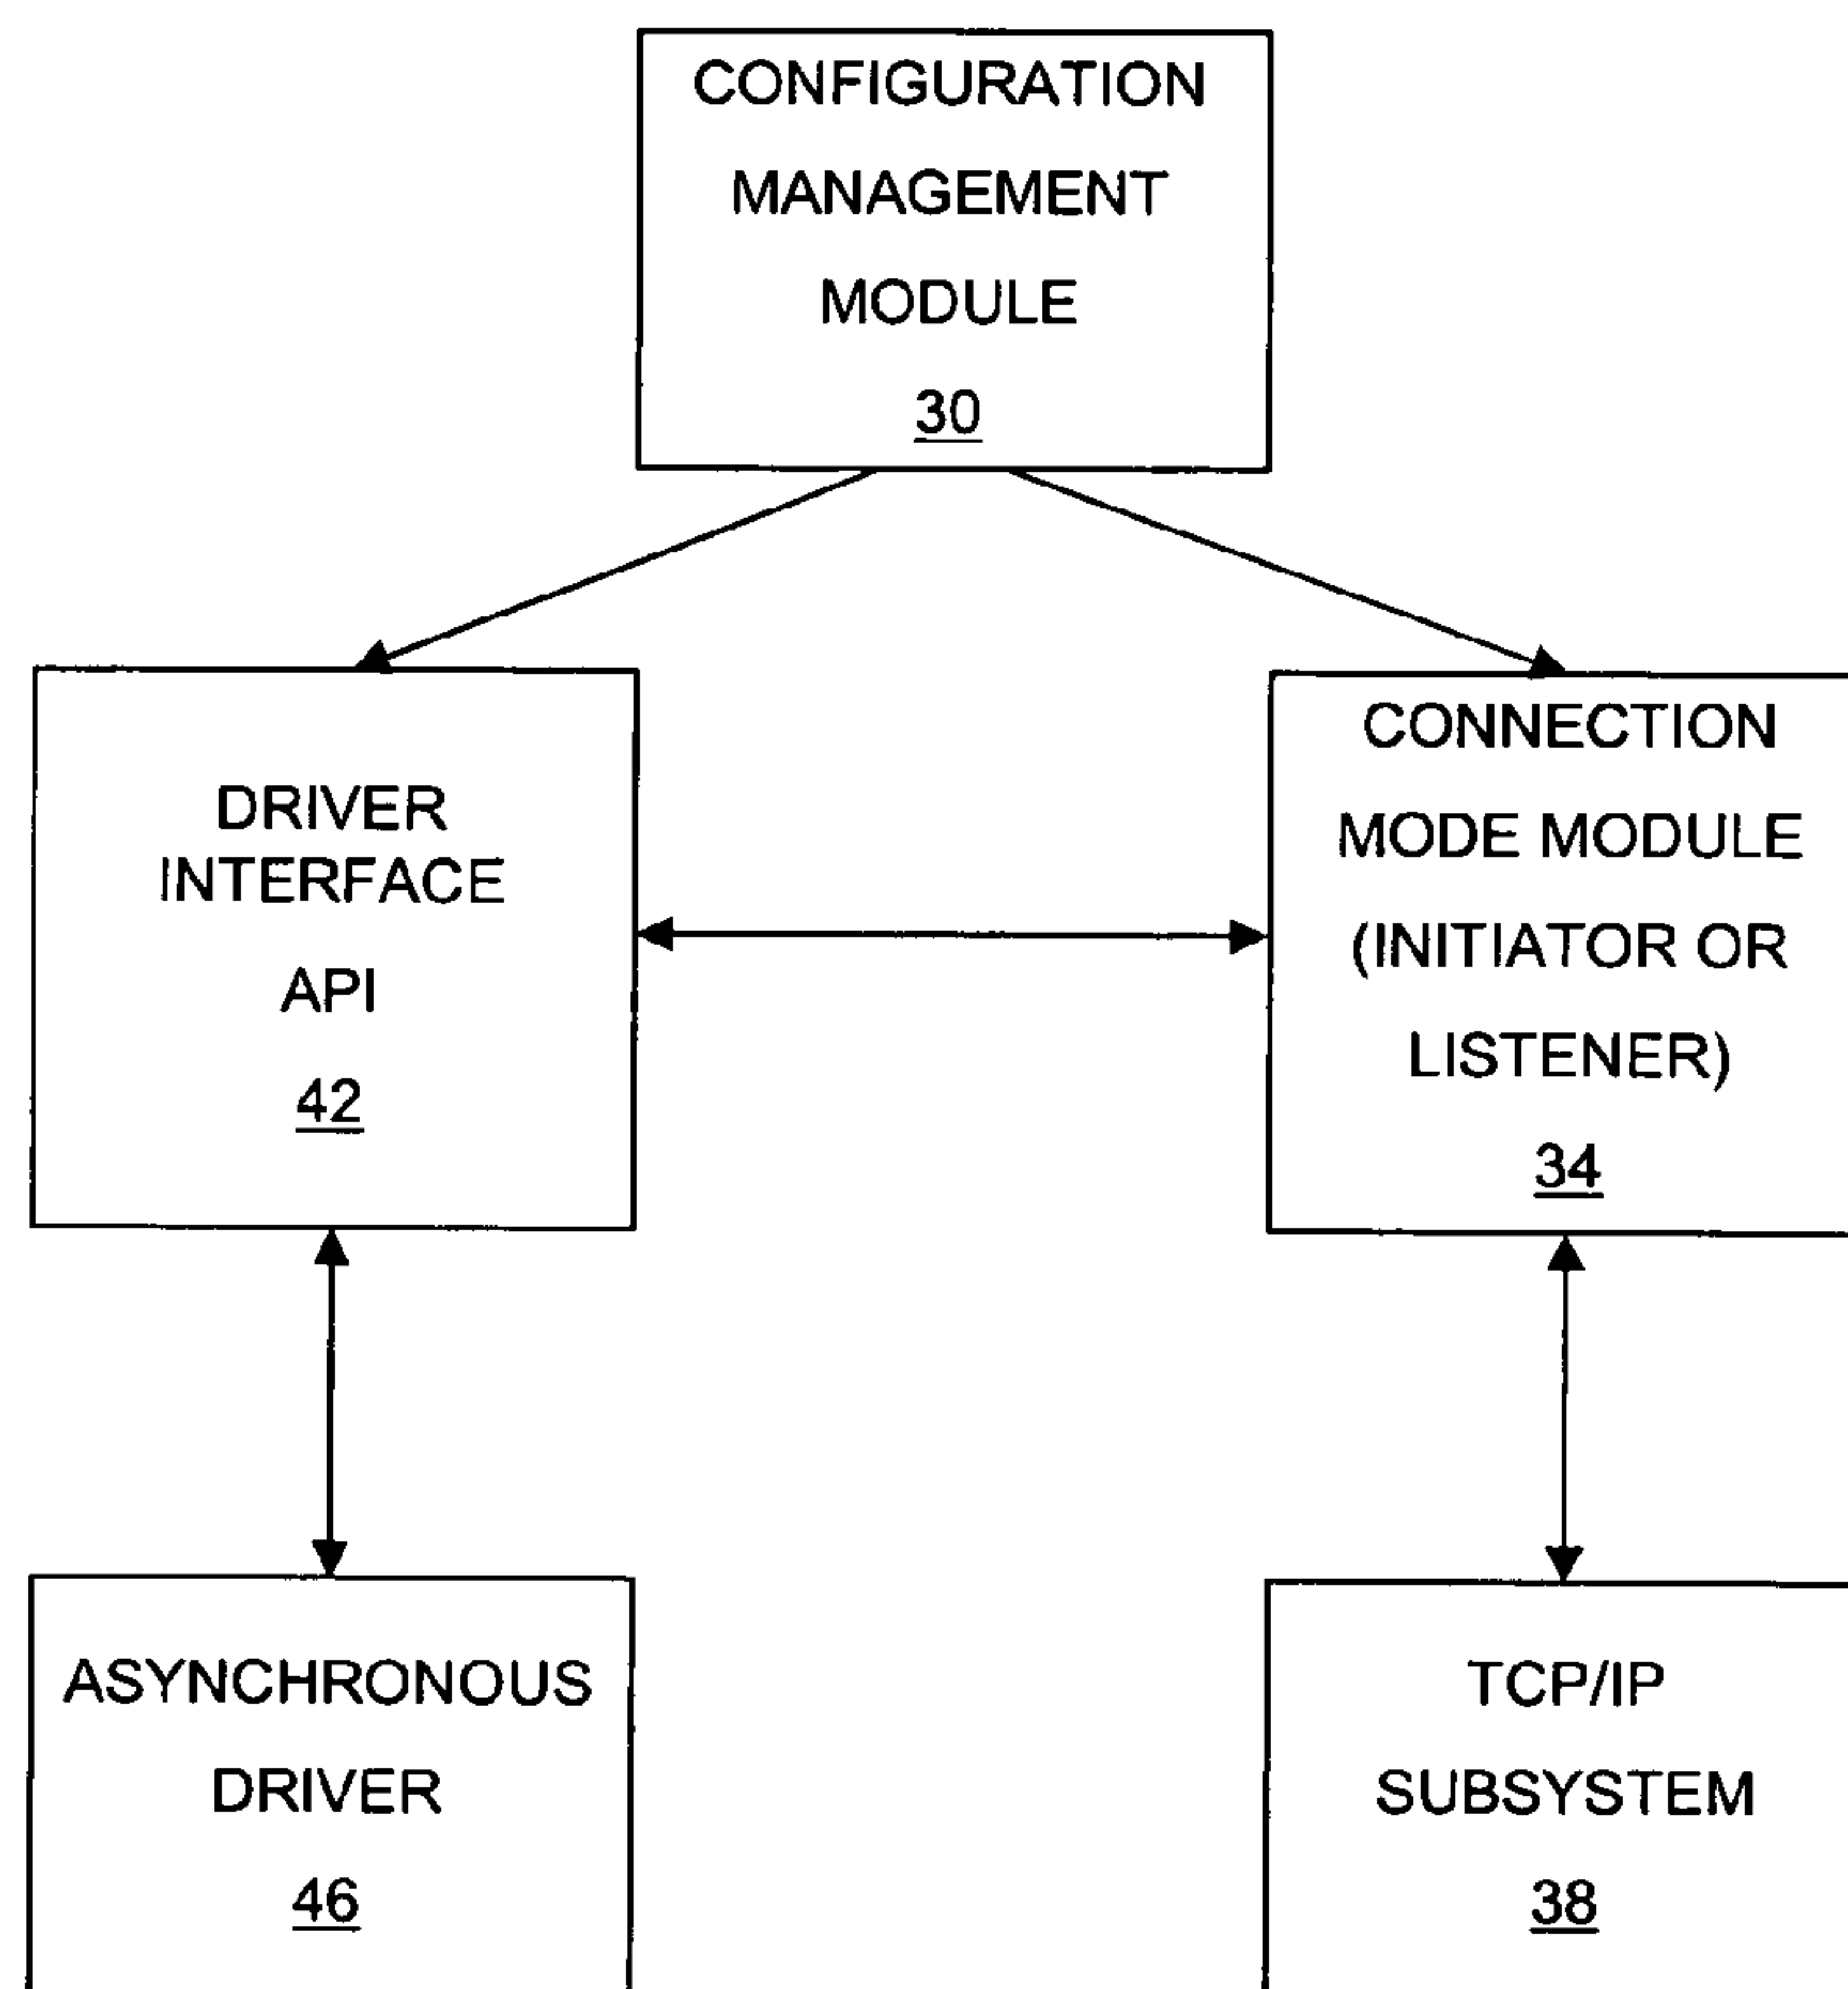 CONFIGURATION
MANAGEMENT
MODULE
30
DRIVER
INTERFACE
API
42
CONNECTION
MODE MODULE
(INITIATOR OR
LISTENER)
34
ASYNCHRONOUS
DRIVER
46
TCP/IP
SUBSYSTEM
38